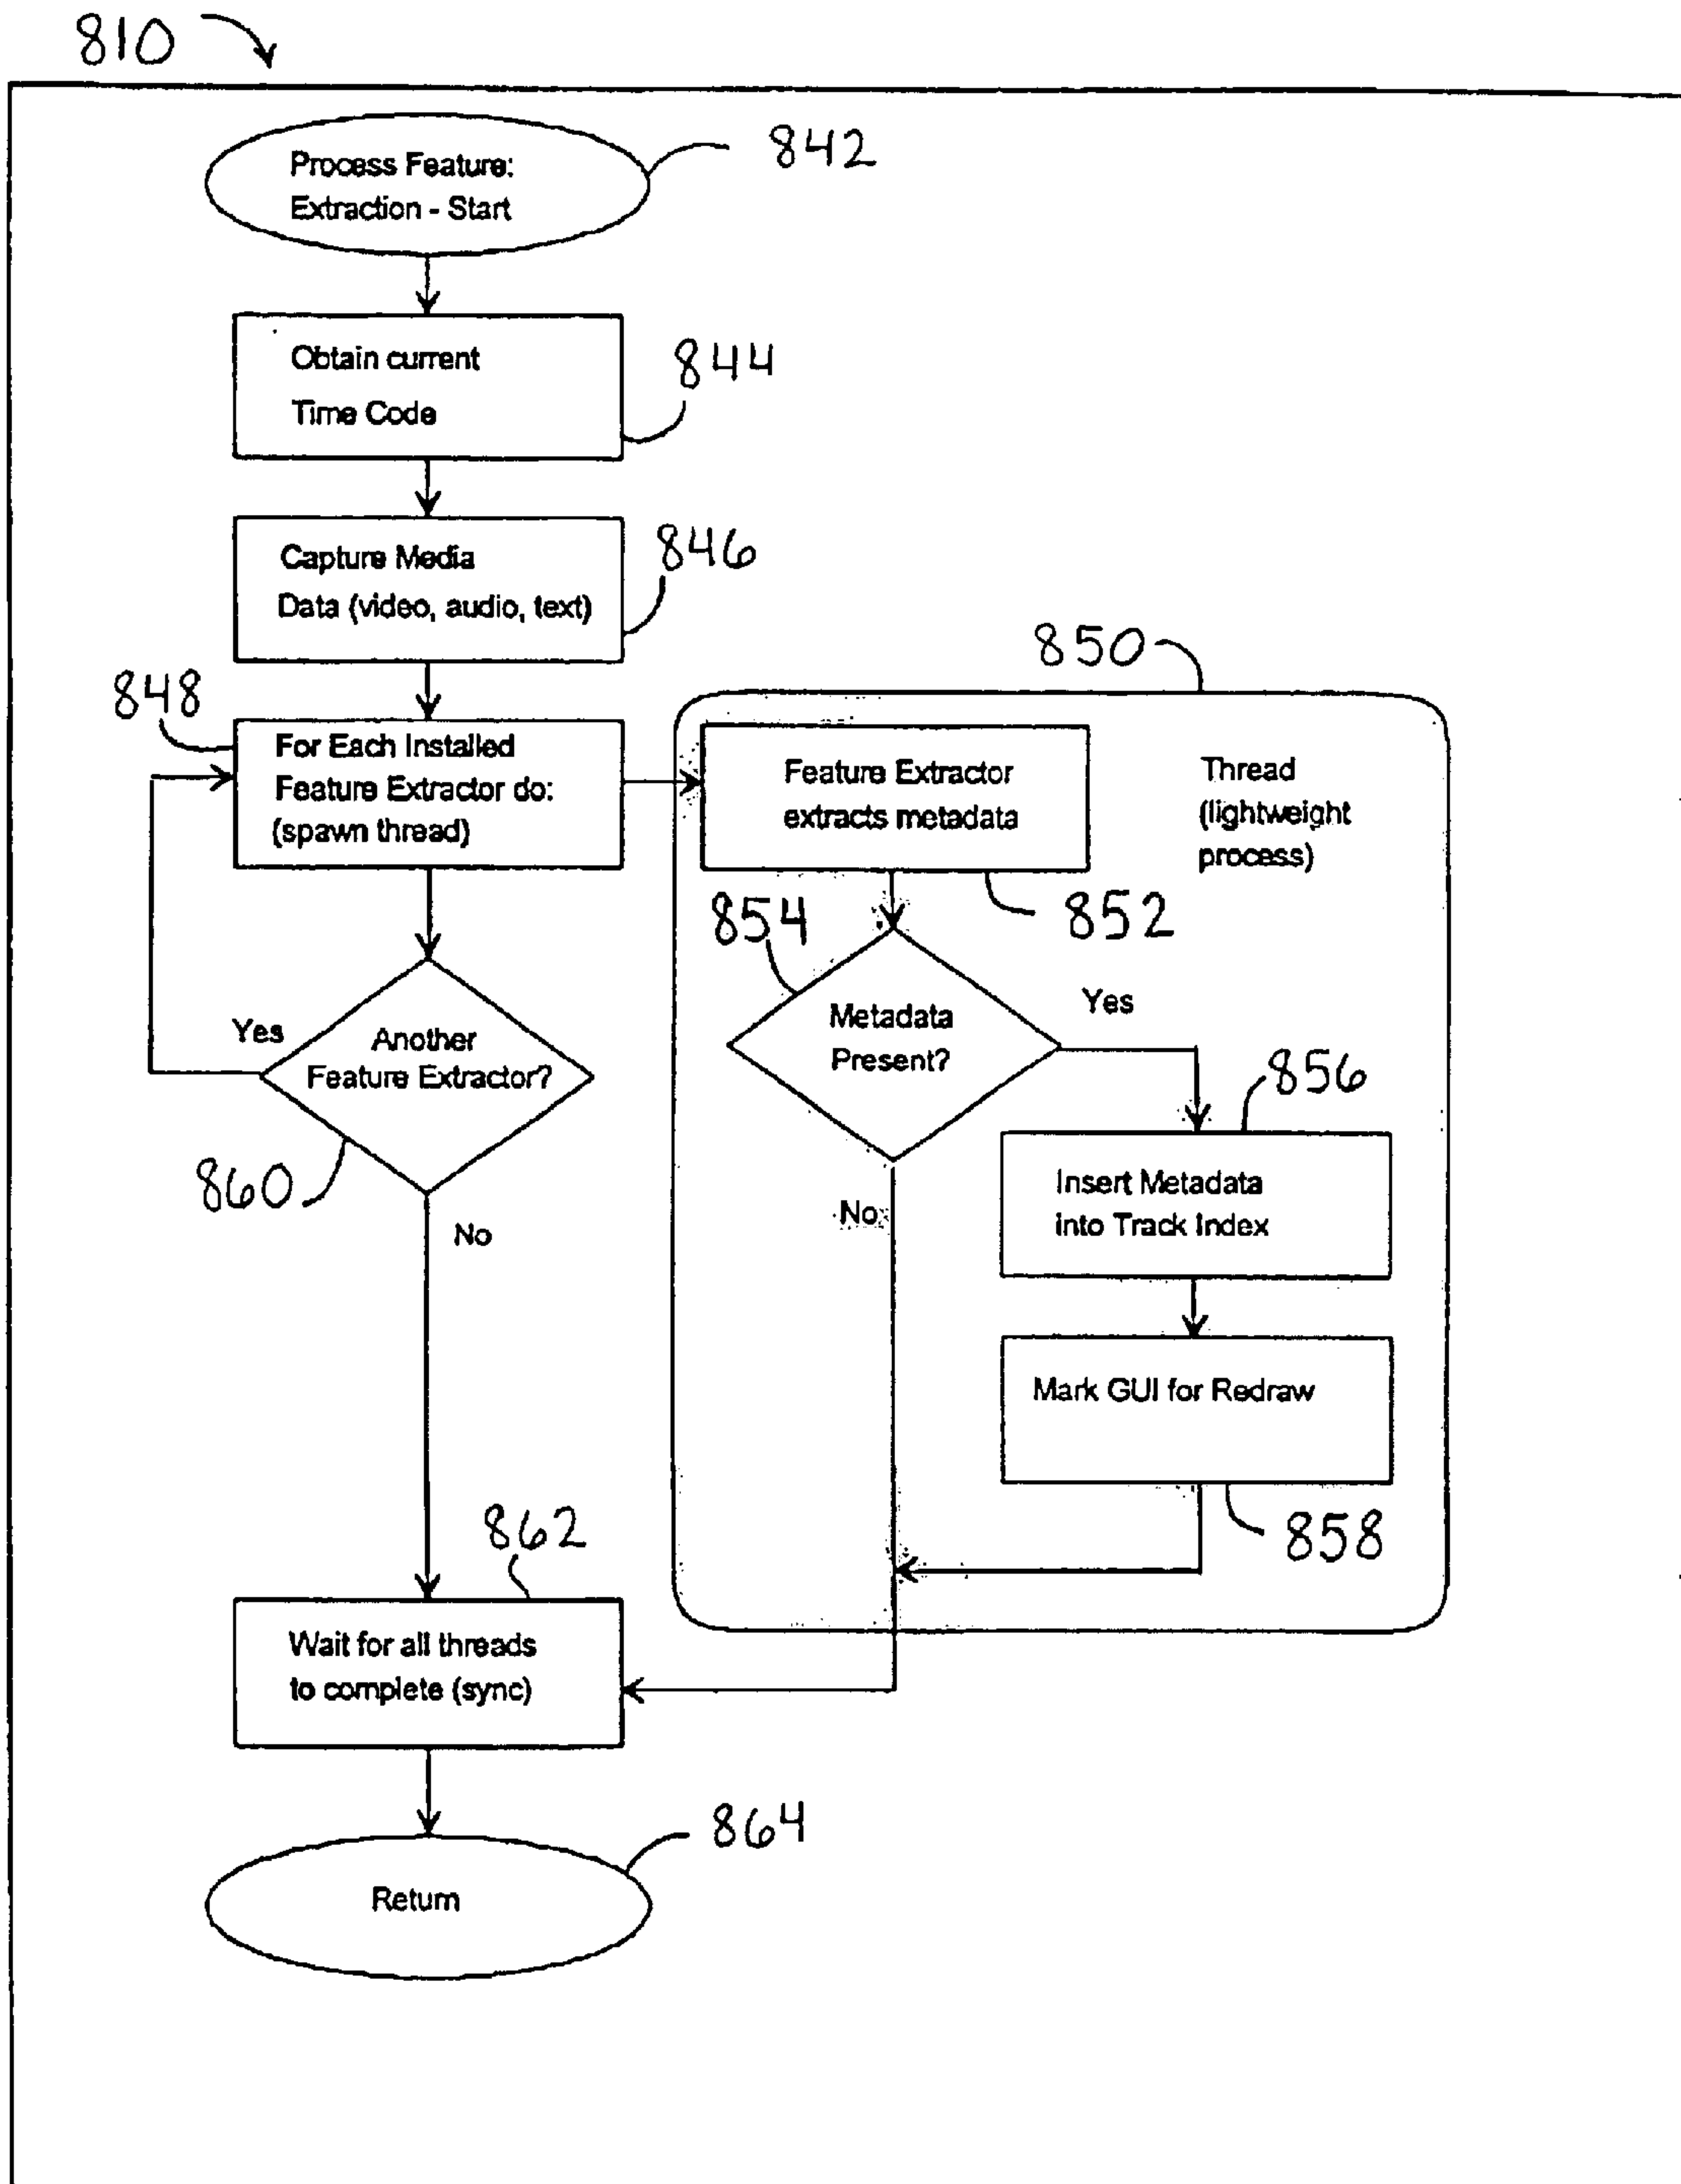 810
Process Feature:
Extraction - Start
842
Obtain current
Time Code
844
Capture Media
Data (video, audio, text)
846
848
For Each Installed
Feature Extractor do:
(spawn thread)
850
Feature Extractor
extracts metadata
Thread
(lightweight
process)
852
854
Metadata
Present?
Yes
No
856
Insert Metadata
into Track Index
Mark GUI for Redraw
858
Yes
Another
Feature Extractor?
860
No
862
Wait for all threads
to complete (sync)
864
Return